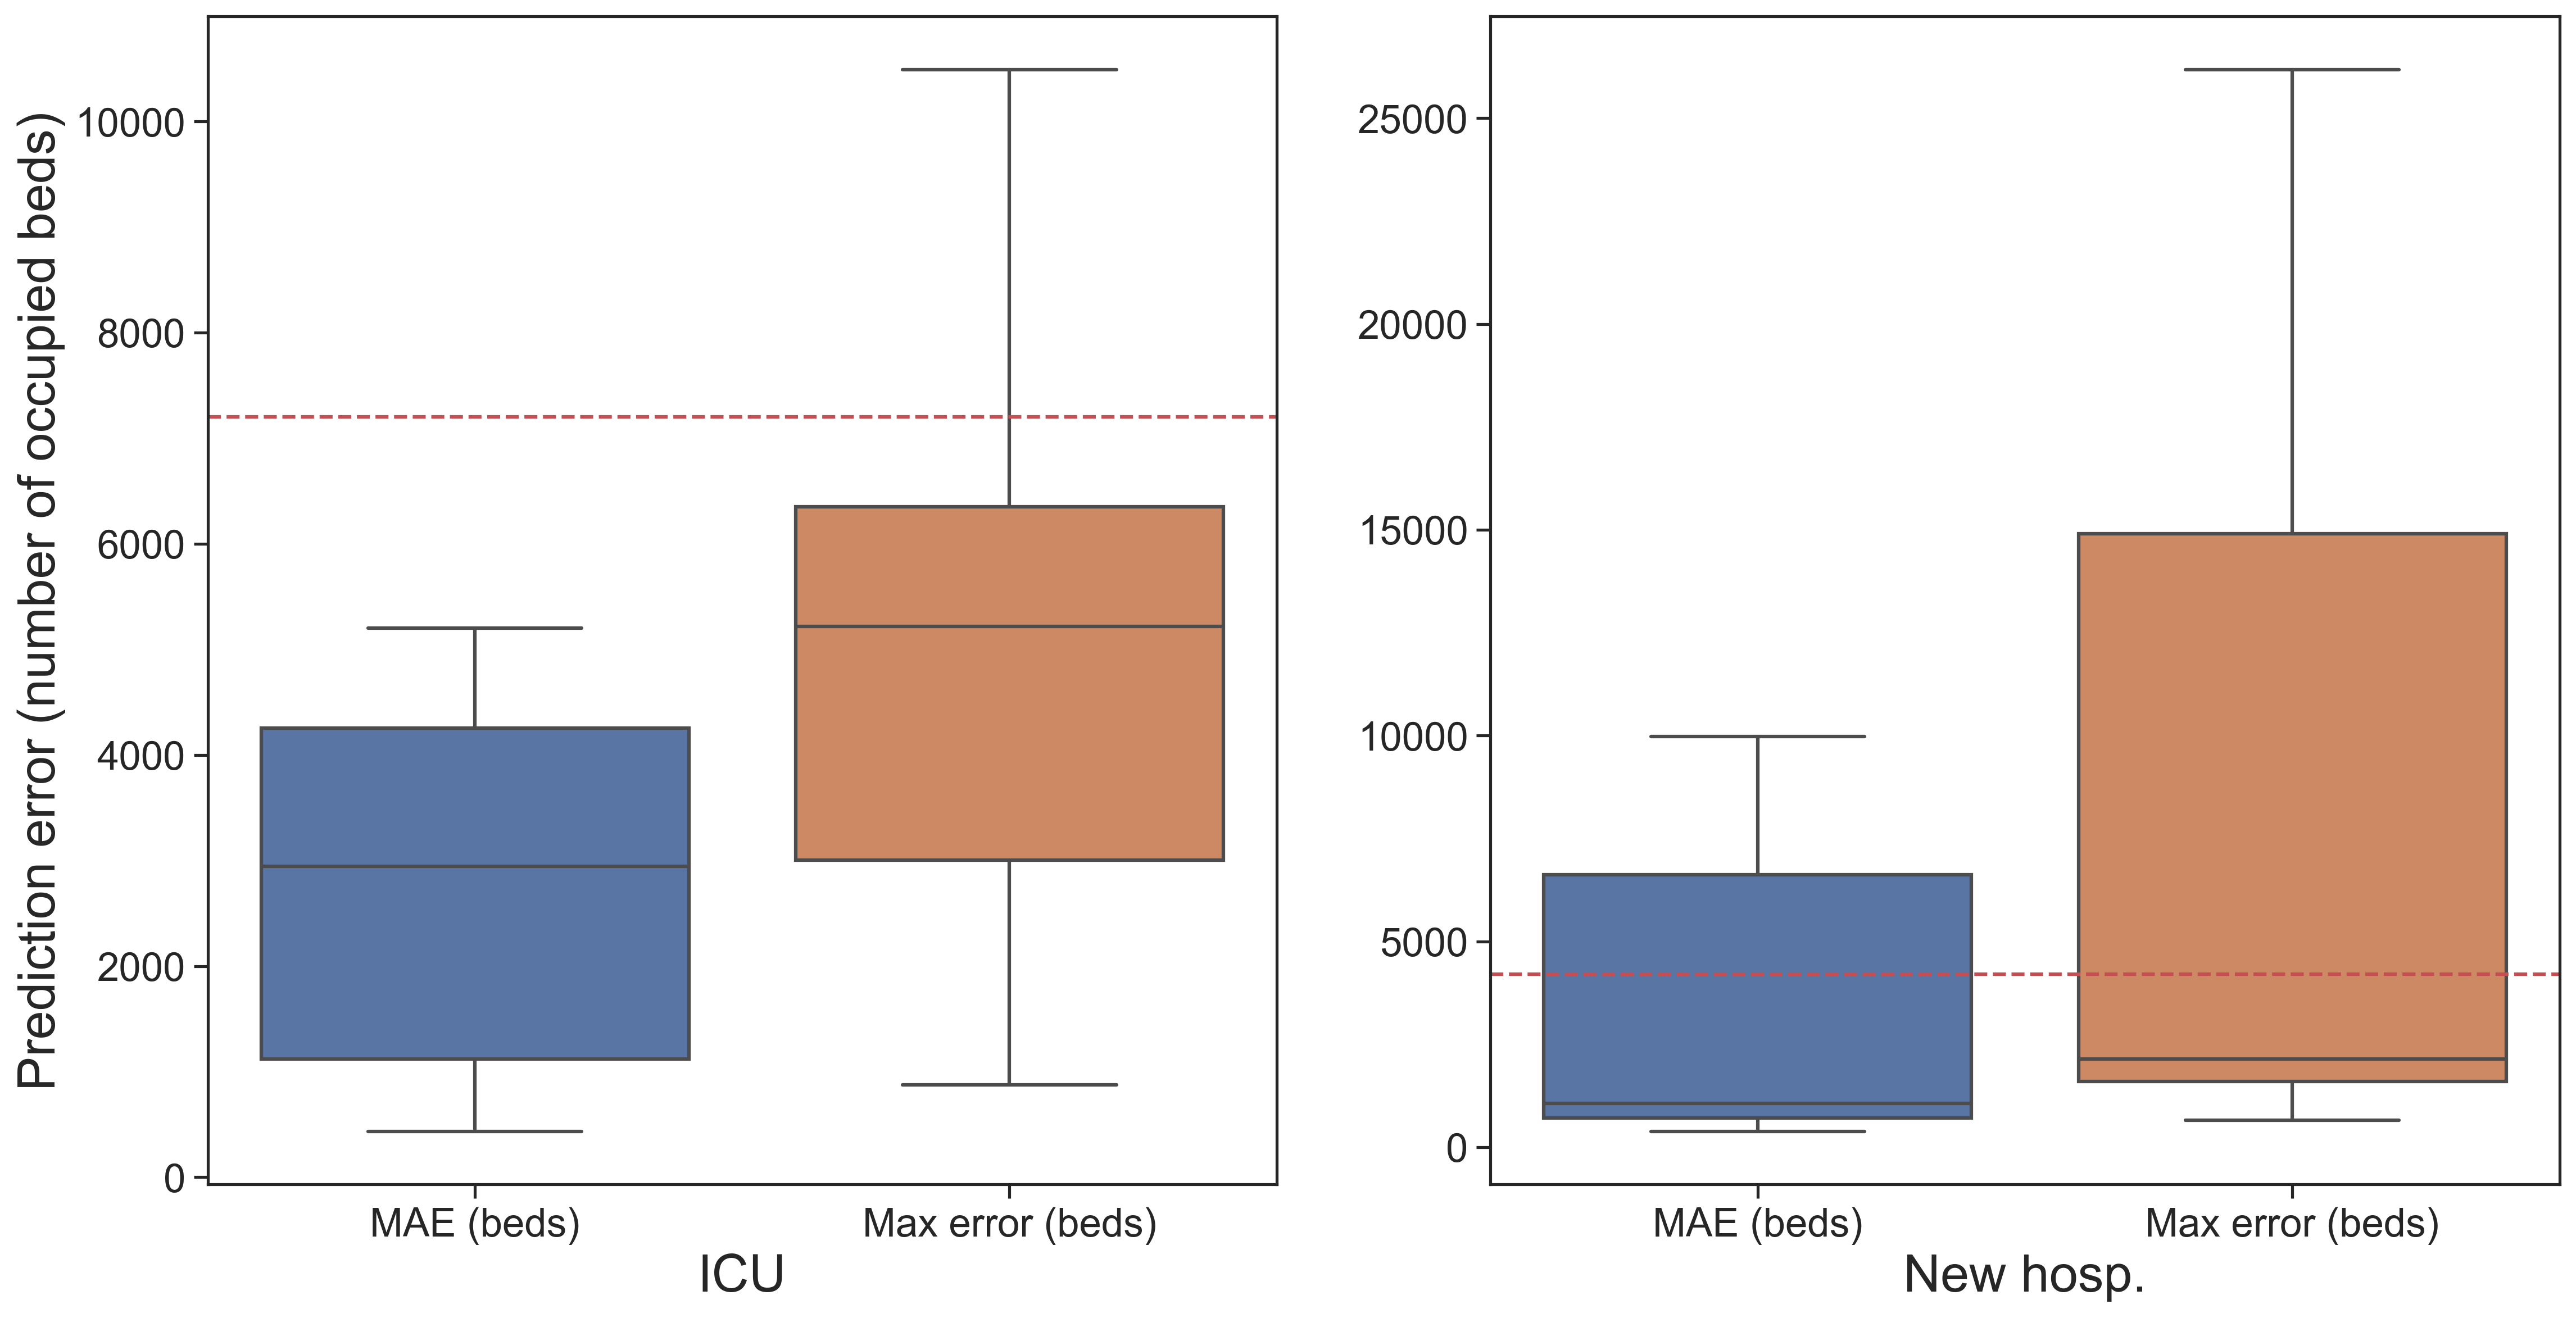 Prediction error (number of occupied beds)
10000
8000
6000
4000
2000
0
MAE (beds)
Max error (beds)
ICU
25000
20000
15000
10000
5000
0
MAE (beds)
Max error (beds)
New hosp.